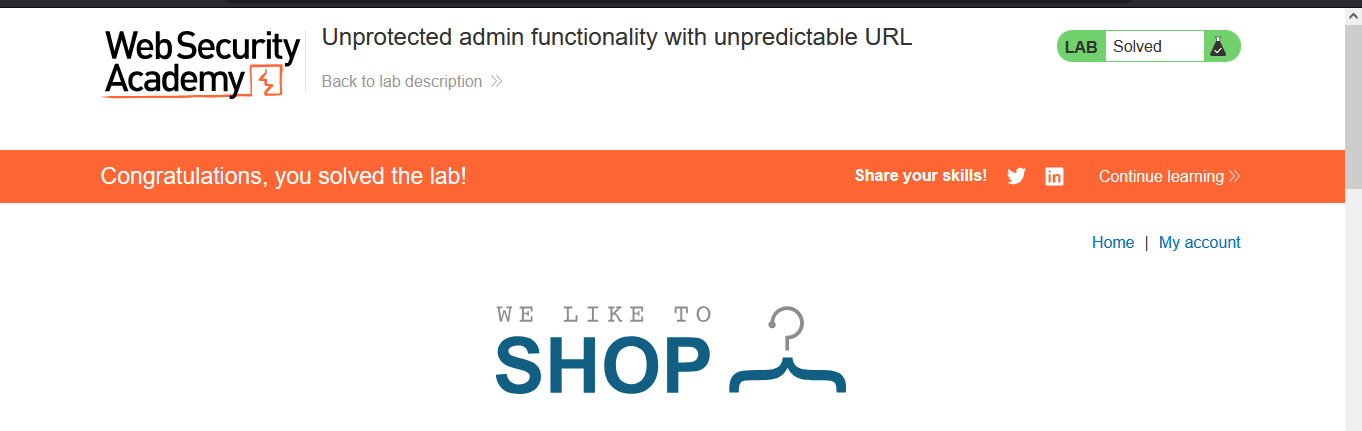 Web Security
Academy
Unprotected admin functionality with unpredictable URL
Back to lab description
LAB Solved
Congratulations, you solved the lab!
Share your skills!
Continue learning
Home | My account
WE LIKE TO
SHOP